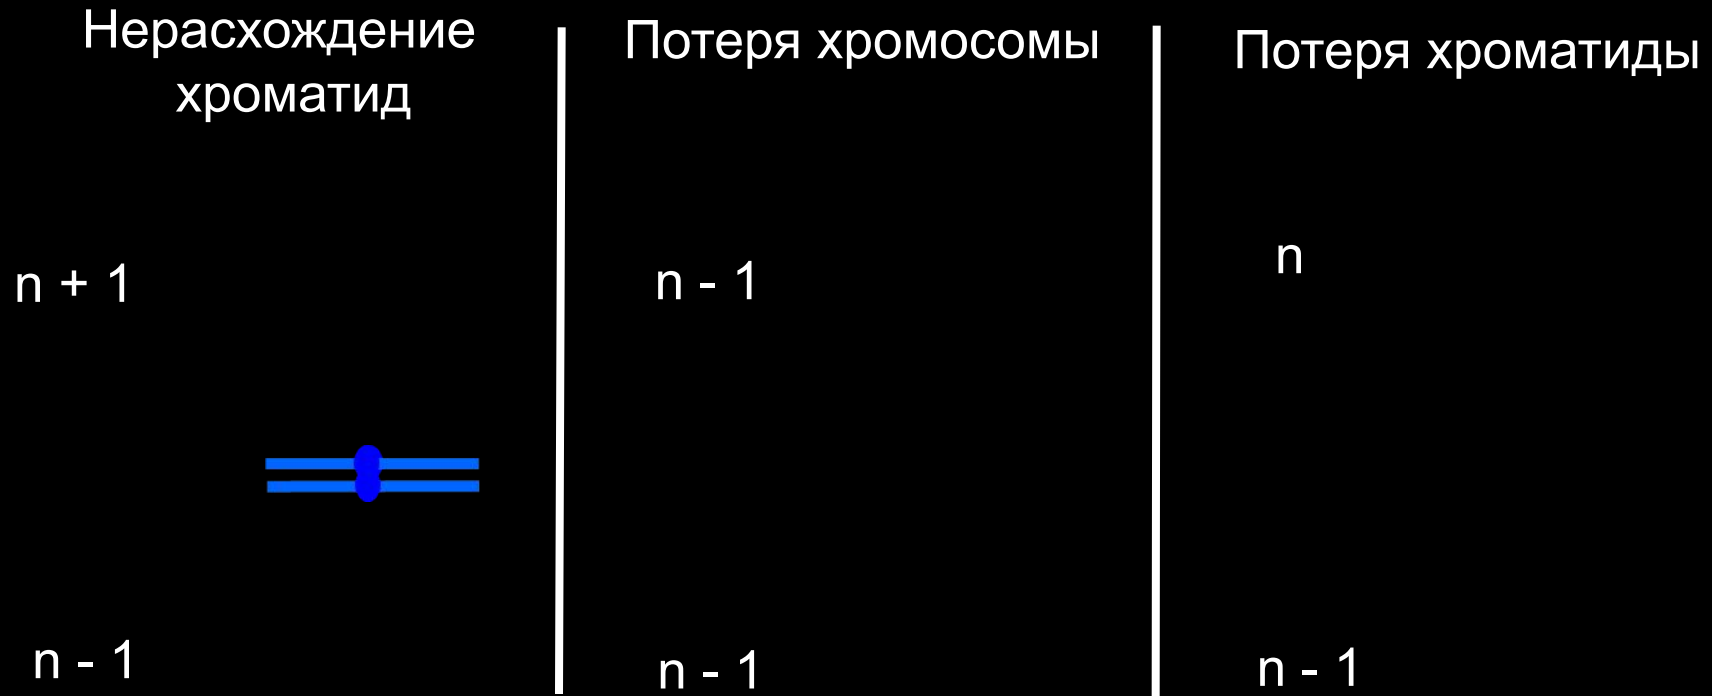 Нерасхождение
хроматид
n + 1
n - 1
Потеря хромосомы
n - 1
n - 1
Потеря хроматиды
n
n - 1